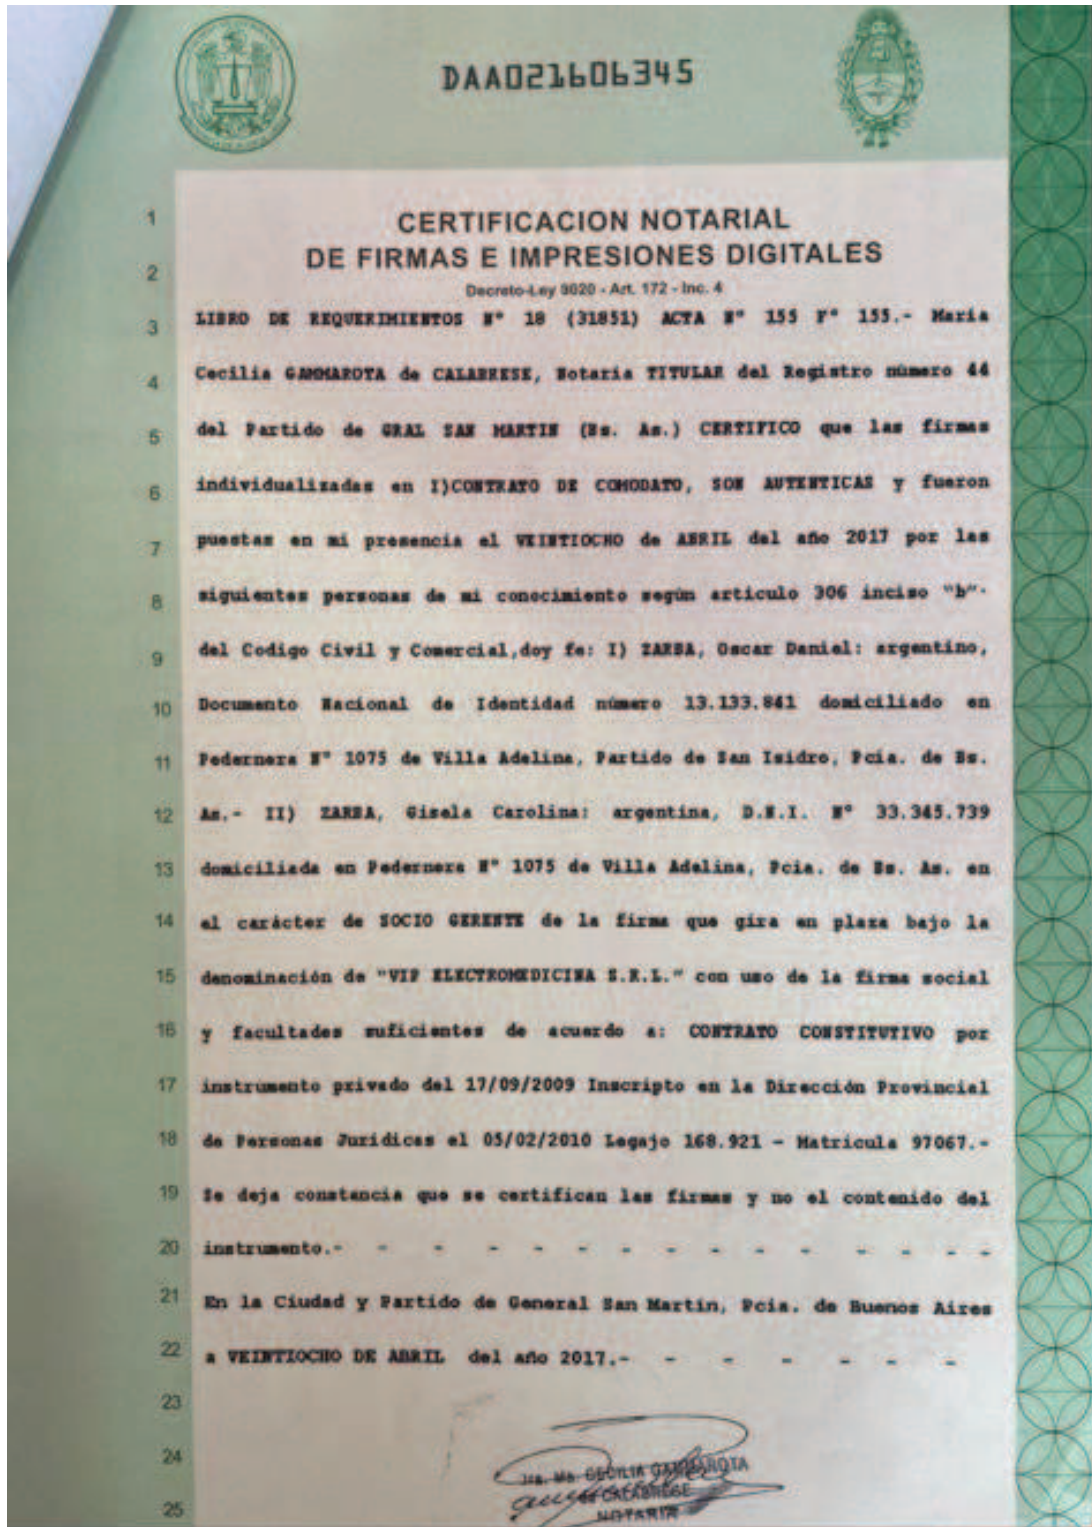 DAA021606345
1 CERTIFICACION NOTARIAL
DE FIRMAS E IMPRESIONES DIGITALES
2
Decreto-Ley 9020 - Art. 172 - Inc. 4
3 LIBRO DE REQUERIMIENTOS Nº 18 (31851) ACTA Nº 155 Fº 155.- Maria
4 Cecilia GAMMAROTA de CALABRESE, Notaria TITULAR del Registro número 44
5 del Partido de GRAL SAN MARTIN (Bs. As.) CERTIFICO que las firmas
6 individualizadas en I)CONTRATO DE COMODATO, SON AUTENTICAS y fueron
7 puestas en mi presencia el VEINTIOCHO de ABRIL del año 2017 por las
8 siguientes personas de mi conocimiento según articulo 306 inciso "b"-
9 del Codigo Civil y Comercial,doy fe: I) ZARBA, Oscar Daniel: argentino,
10 Documento Nacional de Identidad número 13.133.841 domiciliado en
11 Pedernera Nº 1075 de Villa Adelina, Partido de San Isidro, Pcia. de Bs.
12 As.- II) ZARBA, Gisela Carolina: argentina, D.N.I. Nº 33.345.739
13 domiciliada en Pedernera Nº 1075 de Villa Adelina, Pcia. de Bs. As. en
14 el carácter de SOCIO GERENTE de la firma que gira en plaza bajo la
15 denominación de "VIP ELECTROMEDICINA S.R.L." con uso de la firma social
16 y facultades suficientes de acuerdo a: CONTRATO CONSTITUTIVO por
17 instrumento privado del 17/09/2009 Inscripto en la Dirección Provincial
18 de Personas Juridicas el 05/02/2010 Legajo 168.921 - Matricula 97067.-
19 Se deja constancia que se certifican las firmas y no el contenido del
20 instrumento.- - - - - - - - - - - - - - - -
21 En la Ciudad y Partido de General San Martin, Pcia. de Buenos Aires
22 a VEINTIOCHO DE ABRIL del año 2017.- - - - - - -
23
24 Ma. CECILIA GAMMAROTA
de CALABRESE
25 NOTARIA